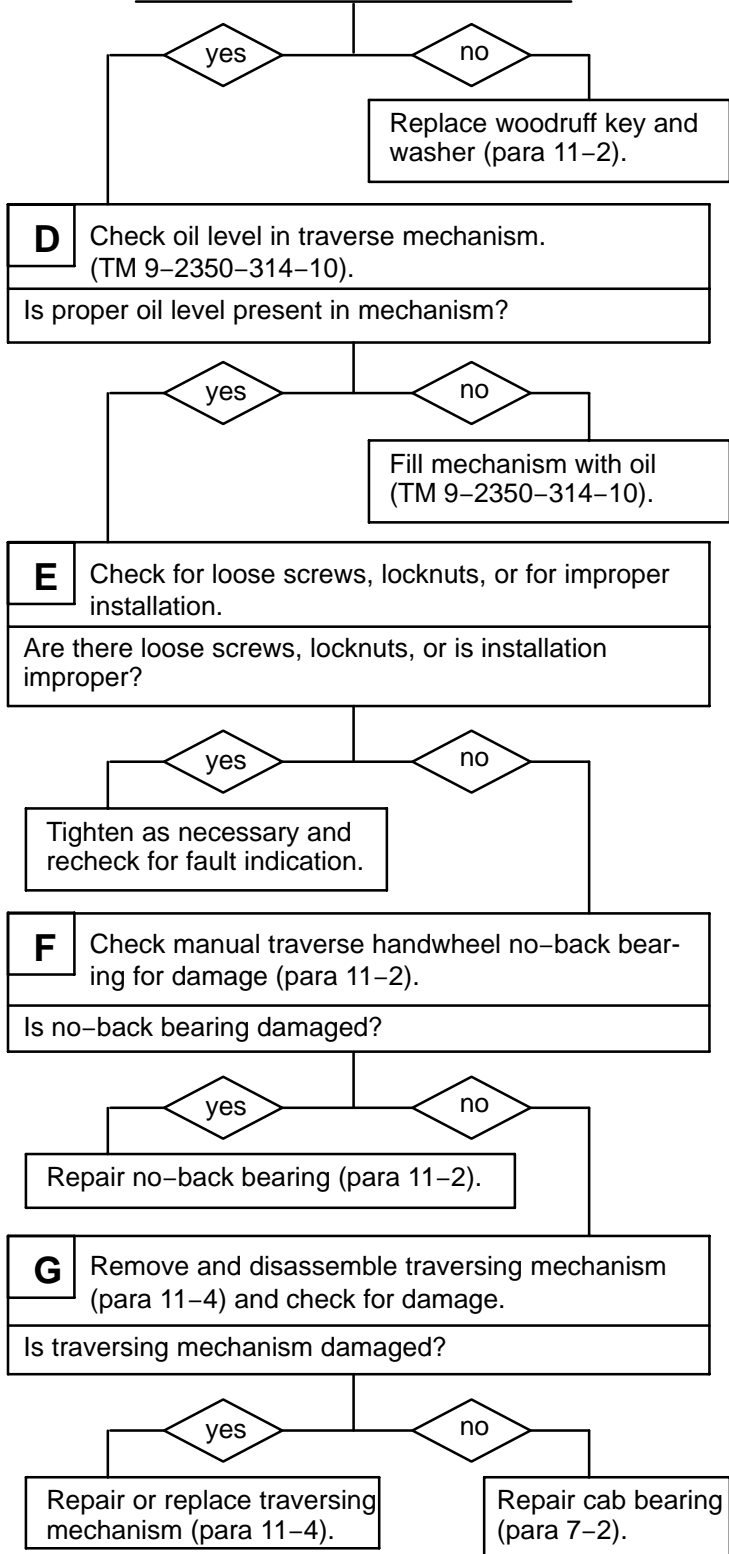 yes
no
Replace woodruff key and
washer (para 11−2).
D
Check oil level in traverse mechanism.
(TM 9−2350−314−10).
Is proper oil level present in mechanism?
yes
no
Fill mechanism with oil
(TM 9−2350−314−10).
E
Check for loose screws, locknuts, or for improper
installation.
Are there loose screws, locknuts, or is installation
improper?
yes
no
Tighten as necessary and
recheck for fault indication.
F
Check manual traverse handwheel no−back bear-
ing for damage (para 11−2).
Is no−back bearing damaged?
yes
no
Repair no−back bearing (para 11−2).
G
Remove and disassemble traversing mechanism
(para 11−4) and check for damage.
Is traversing mechanism damaged?
yes
no
Repair or replace traversing
mechanism (para 11−4).
Repair cab bearing
(para 7−2).